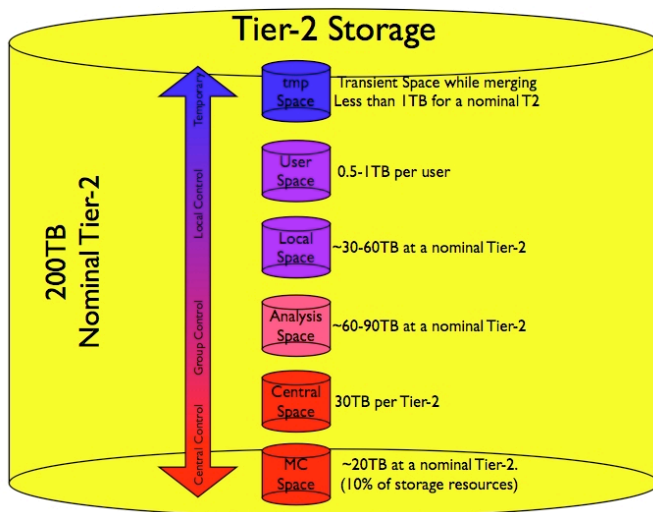 Tier-2 Storage
200TB
Nominal Tier-2
Temporary
Local Control
Group Control
Central Control
tmp
Space
Transient Space while merging
Less than 1TB for a nominal T2
User
Space
0.5-1TB per user
Local
Space
~30-60TB at a nominal Tier-2
Analysis
Space
~60-90TB at a nominal Tier-2
Central
Space
30TB per Tier-2
MC
Space
~20TB at a nominal Tier-2.
(10% of storage resources)